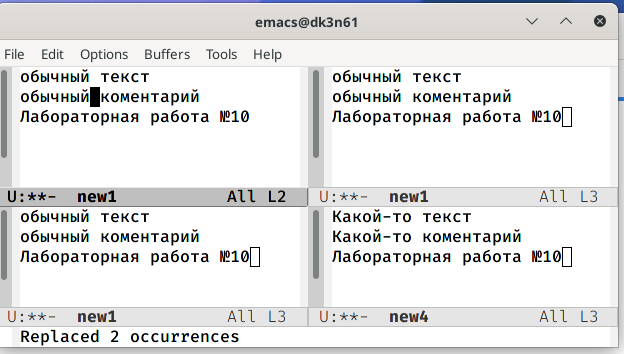 emacs@dk3n61
File Edit Options Buffers Tools Help
обычный текст
обычный коментарий
Лабораторная работа №10
U:**- new1 All L2
обычный текст
обычный коментарий
Лабораторная работа №10
U:**- new1 All L3
обычный текст
обычный коментарий
Лабораторная работа №10
U:**- new1 All L3
Какой-то текст
Какой-то коментарий
Лабораторная работа №10
U:**- new4 All L3
Replaced 2 occurrences